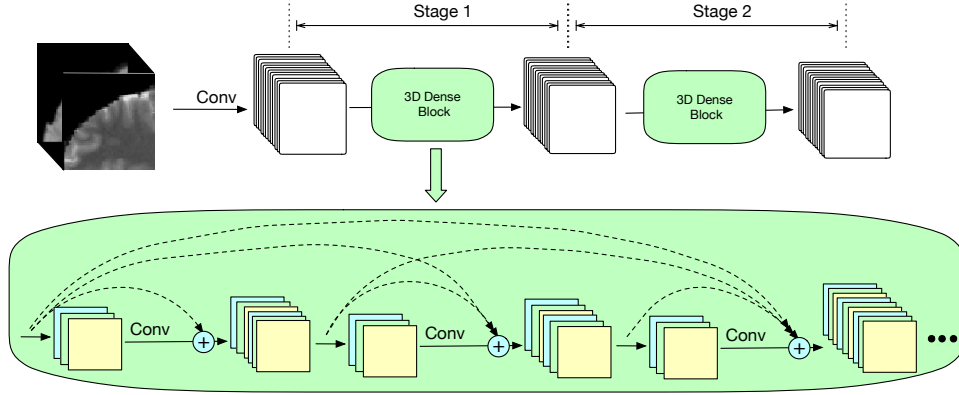 Stage 1
Stage 2
Conv
3D Dense
Block
3D Dense
Block
Conv
+
Conv
+
Conv
+